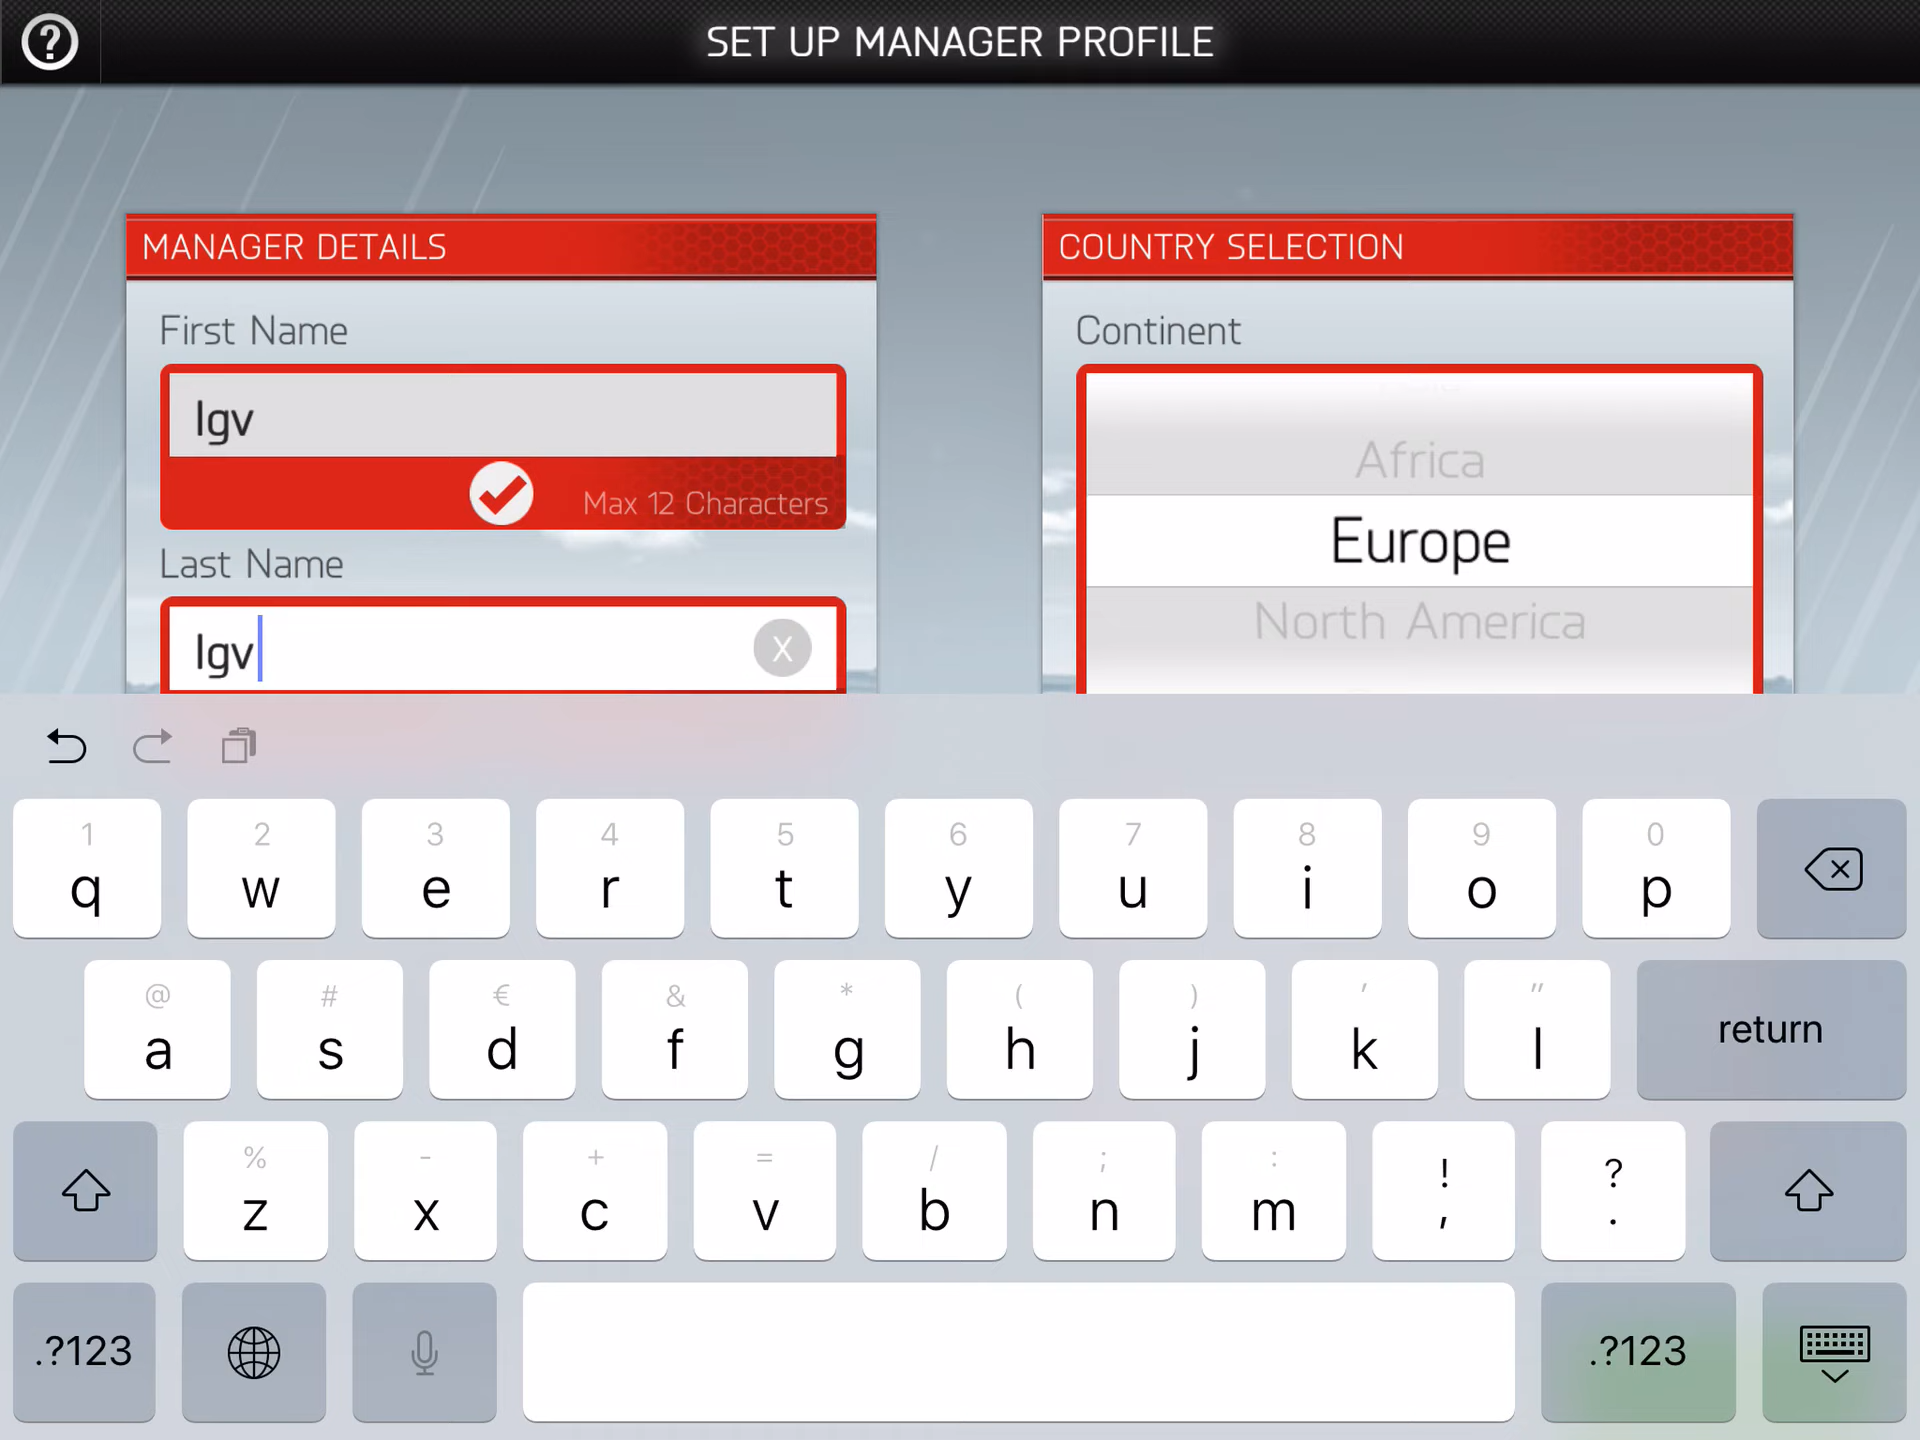 SET UP MANAGER PROFILE
MANAGER DETAILS
First Name
Igv
Max 12 Characters
Last Name
Igv
X
COUNTRY SELECTION
Continent
Africa
Europe
North America
1 2 3 4 5 6 7 8 9 0
q w e r t y u i o p
@ # € & * ( ) ' "
a s d f g h j k l return
% - + = / ; : ! ?
z x c v b n m , .
.?123 .?123